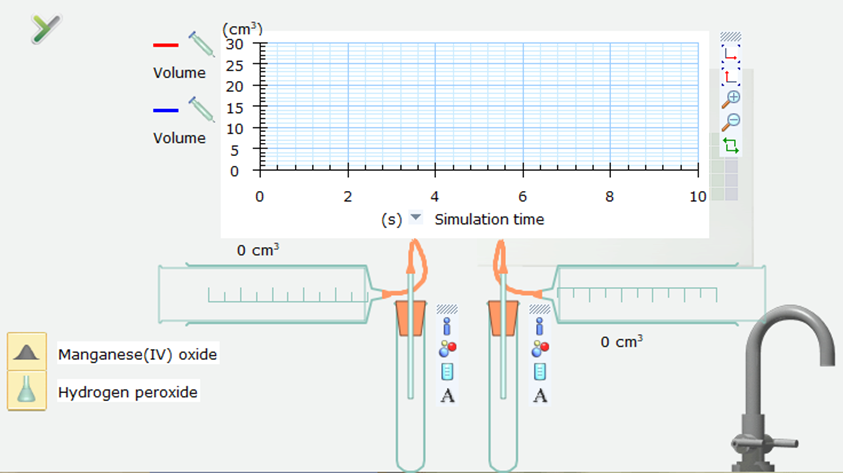 (cm³)
30
25
20
15
10
5
0
Volume
Volume
0 2 4 6 8 10
(s) Simulation time
0 cm³
0 cm³
Manganese(IV) oxide
Hydrogen peroxide
A A